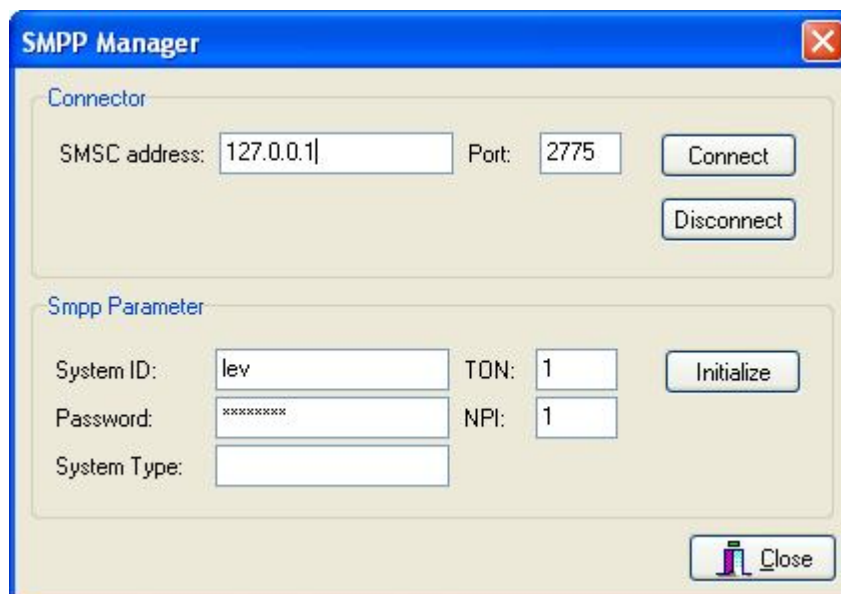 SMPP Manager
Connector
SMSC address: 127.0.0.1 Port: 2775 Connect
Disconnect
Smpp Parameter
System ID: lev TON: 1 Initialize
Password: ******** NPI: 1
System Type:
Close